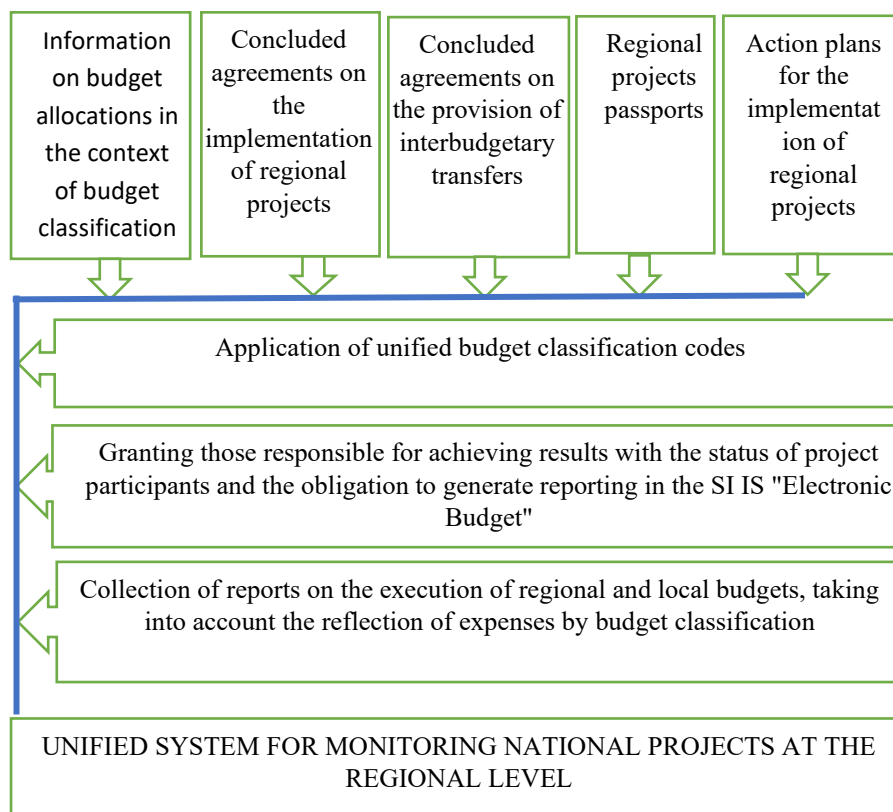 Information
on budget
allocations in
the context
of budget
classification
Concluded
agreements on
the
implementation
of regional
projects
Concluded
agreements on
the provision of
interbudgetary
transfers
Regional
projects
passports
Action plans
for the
implementat
ion of
regional
projects
Application of unified budget classification codes
Granting those responsible for achieving results with the status of project
participants and the obligation to generate reporting in the SI IS "Electronic
Budget"
Collection of reports on the execution of regional and local budgets, taking
into account the reflection of expenses by budget classification
UNIFIED SYSTEM FOR MONITORING NATIONAL PROJECTS AT THE
REGIONAL LEVEL